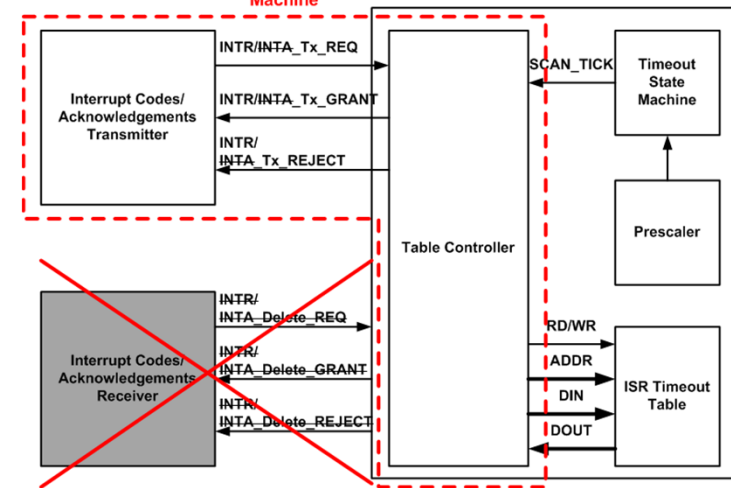 Machine
INTR/INTA_Tx_REQ
SCAN_TICK
Timeout
State
Machine
Interrupt Codes/
Acknowledgements
Transmitter
INTR/INTA_Tx_GRANT
INTR/
INTA_Tx_REJECT
Prescaler
Table Controller
INTR/
INTA_Delete_REQ
RD/WR
INTR/
INTA_Delete_GRANT
ADDR
Interrupt Codes/
Acknowledgements
Receiver
DIN
ISR Timeout
Table
INTR/
INTA_Delete_REJECT
DOUT